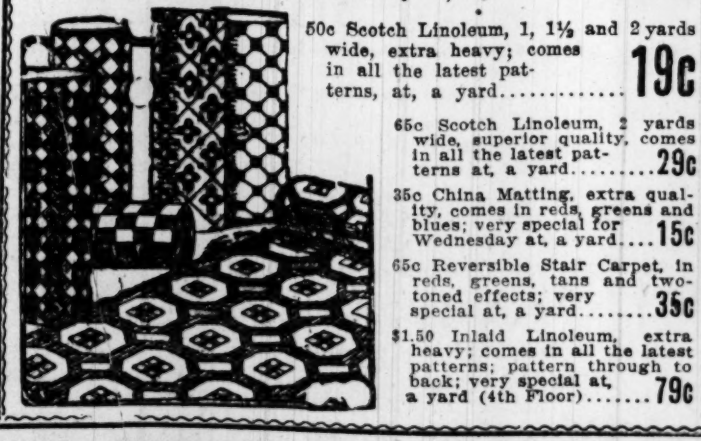 50c Scotch Linoleum, 1, 1½ and 2 yards
wide, extra heavy; comes
in all the latest pat-
terns, at, a yard............. 19c
65c Scotch Linoleum, 2 yards
wide, superior quality, comes
in all the latest pat-
terns at, a yard.......... 29c
35c China Matting, extra qual-
ity, comes in reds, greens and
blues; very special for
Wednesday at, a yard.... 15c
65c Reversible Stair Carpet, in
reds, greens, tans and two-
toned effects; very
special at, a yard........ 35c
$1.50 Inlaid Linoleum, extra
heavy; comes in all the latest
patterns; pattern through to
back; very special at,
a yard (4th Floor)....... 79c